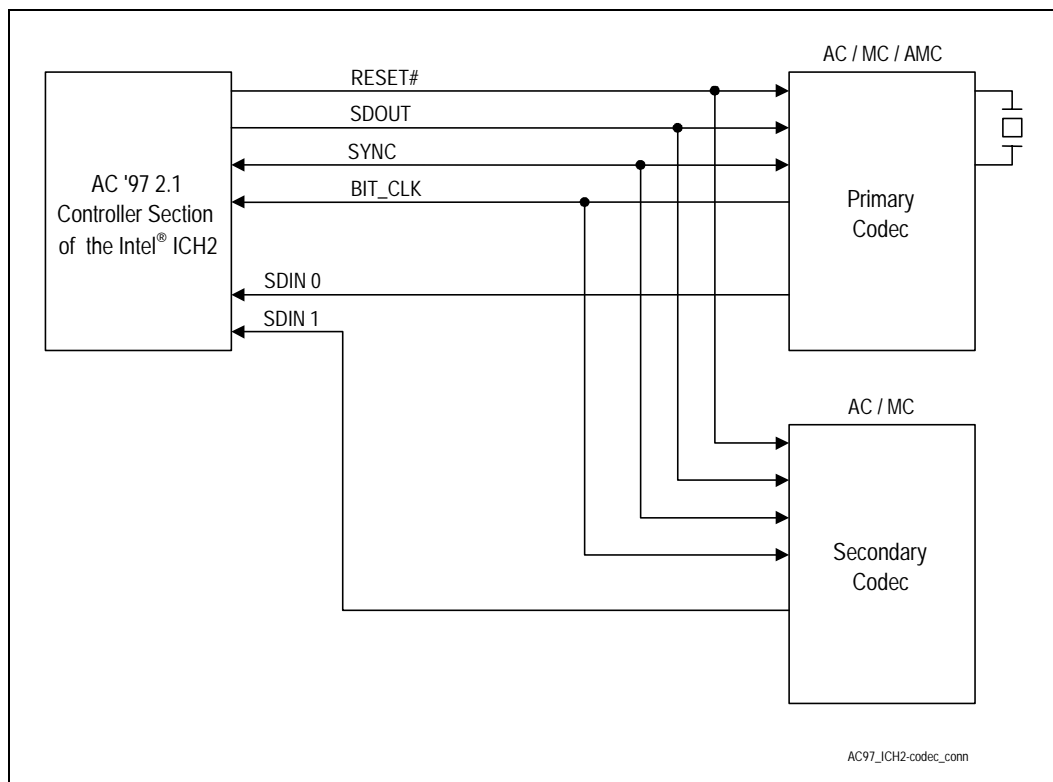 AC / MC / AMC
RESET#
SDOUT
SYNC
BIT_CLK
AC '97 2.1
Controller Section
of the Intel® ICH2
Primary
Codec
SDIN 0
SDIN 1
AC / MC
Secondary
Codec
AC97_ICH2-codec_conn